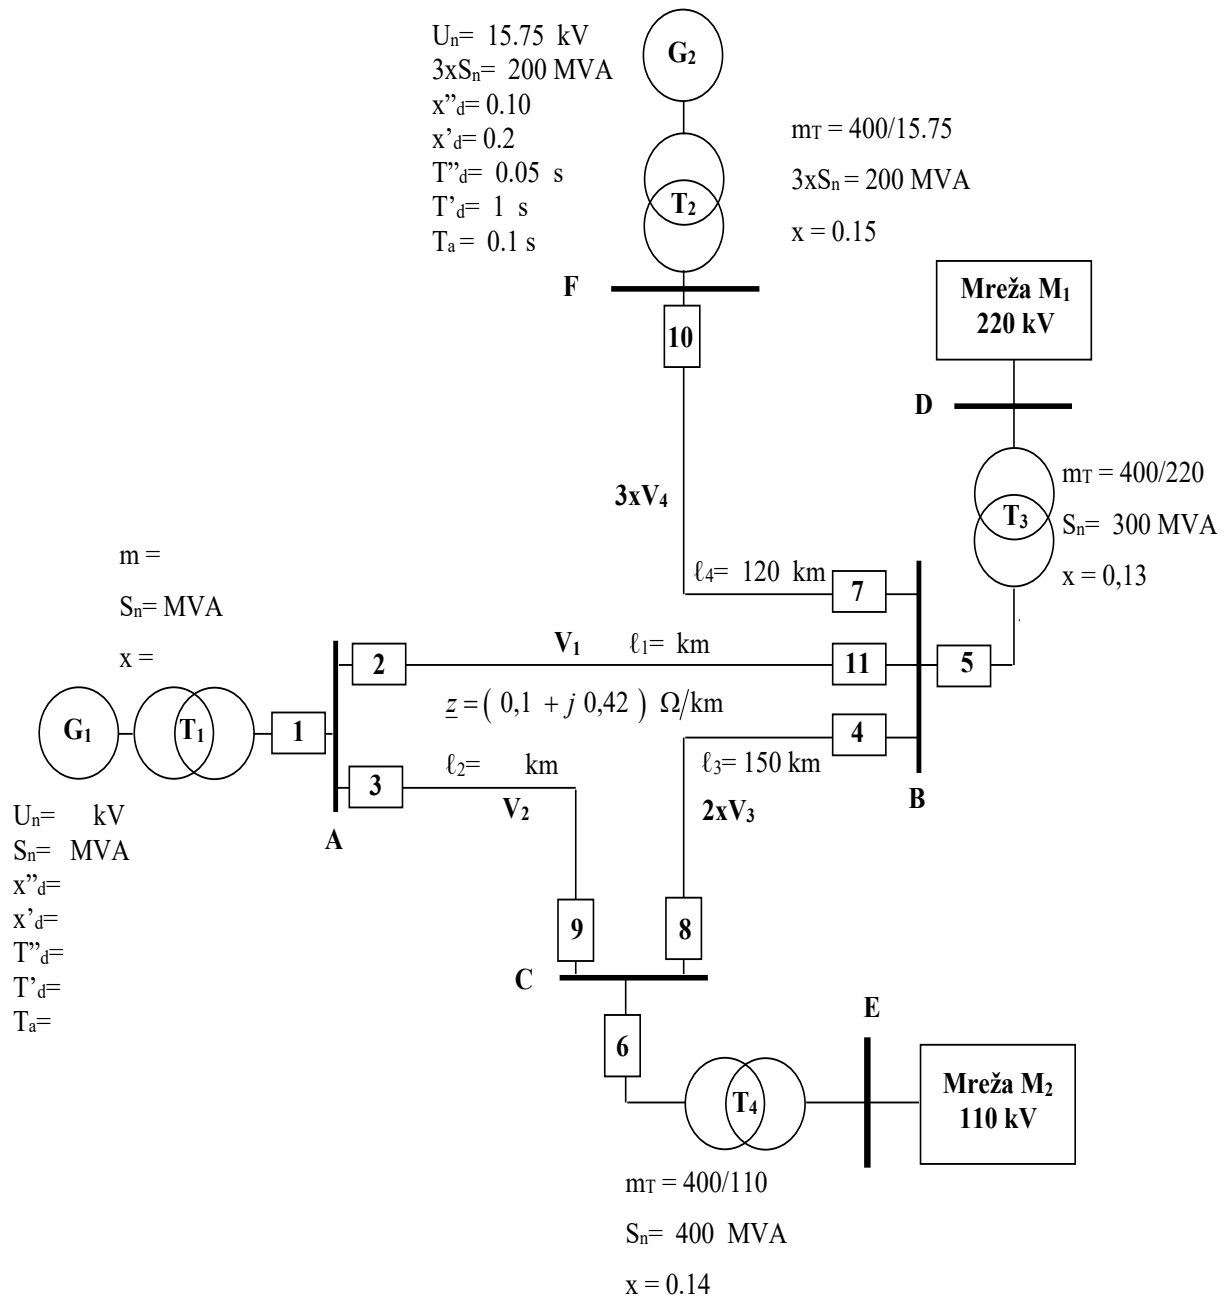 Uₙ= 15.75 kV
3xSₙ= 200 MVA
x”d= 0.10
x’d= 0.2
T”d= 0.05 s
T’d= 1 s
Tₐ= 0.1 s
G₂
T₂
mT = 400/15.75
3xSₙ = 200 MVA
x = 0.15
F
10
Mreža M₁
220 kV
D
T₃
mT = 400/220
Sₙ= 300 MVA
x = 0,13
3xV₄
ℓ₄= 120 km
7
m =
Sₙ= MVA
x =
G₁
T₁
1
2
V₁ ℓ₁= km
11
5
z = ( 0,1 + j 0,42 ) Ω/km
3
ℓ₂= km
V₂
4
ℓ₃= 150 km
2xV₃
B
A
Uₙ= kV
Sₙ= MVA
x”d=
x’d=
T”d=
T’d=
Tₐ=
9
8
C
6
E
T₄
Mreža M₂
110 kV
mT = 400/110
Sₙ= 400 MVA
x = 0.14